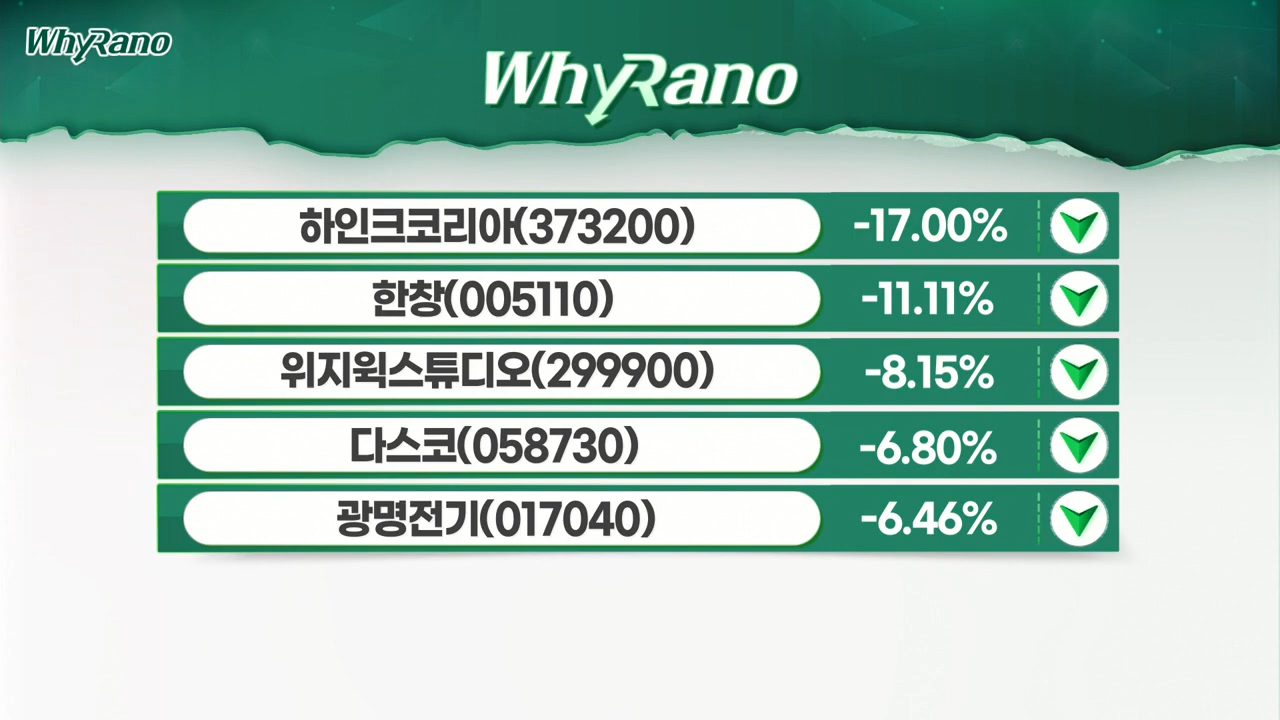 WhyRano
WhyRano
하인크코리아(373200) -17.00%
한창(005110) -11.11%
위지윅스튜디오(299900) -8.15%
다스코(058730) -6.80%
광명전기(017040) -6.46%